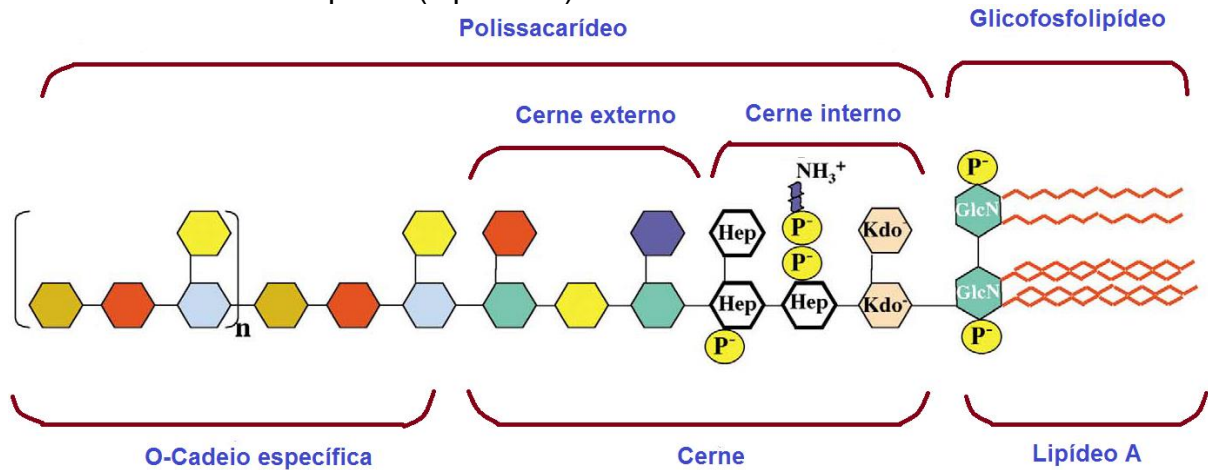 Polissacarídeo
Glicofosfolipídeo
Cerne externo
Cerne interno
NH₃⁺
P⁻
GlcN
Hep
P⁻
Kdo
P⁻
n
Hep
Hep
Kdo⁻
GlcN
P⁻
P⁻
O-Cadeio específica
Cerne
Lipídeo A